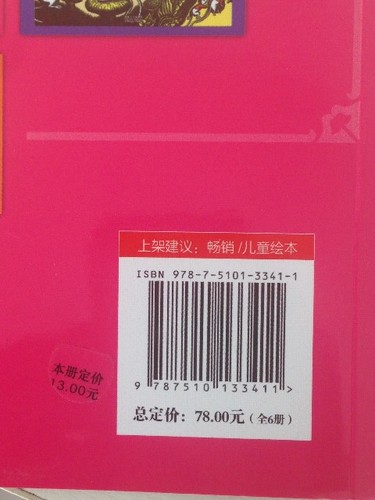 上架建议：畅销/儿童绘本
ISBN 978-7-5101-3341-1
9 787510 133411 >
总定价：78.00元（全6册）
本册定价
13.00元